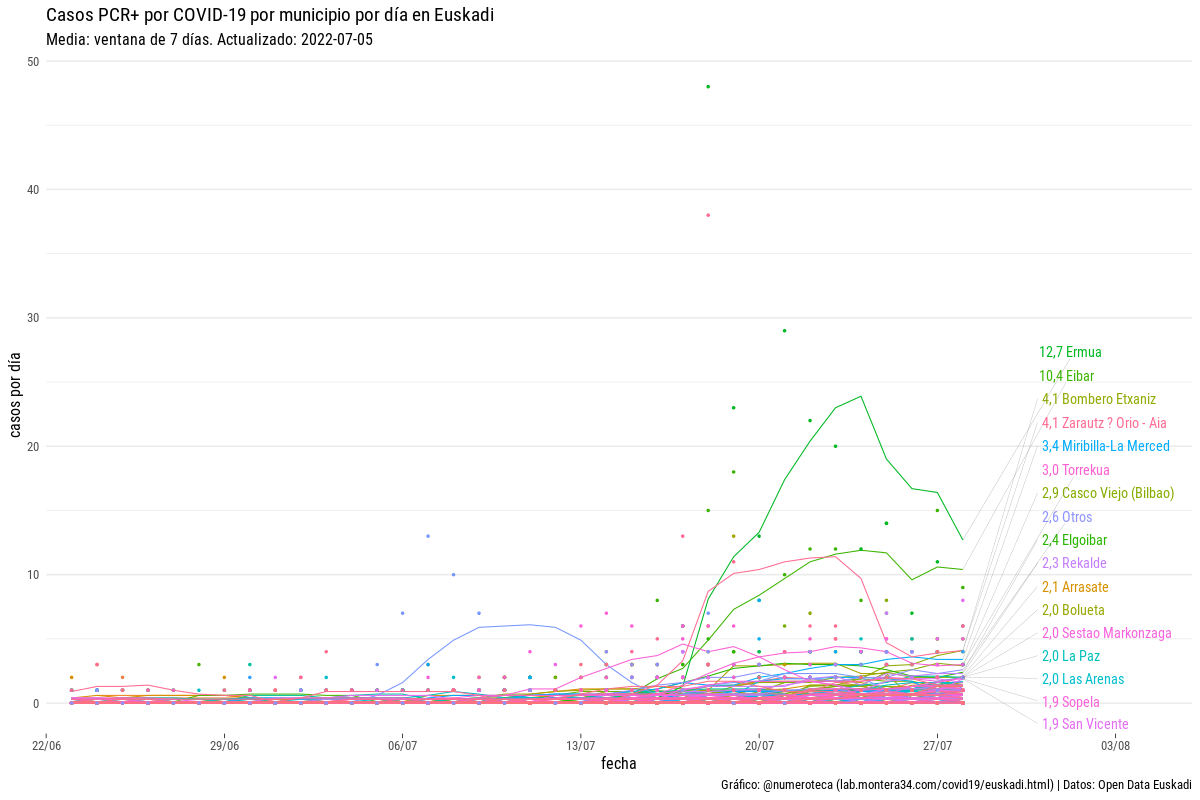 Casos PCR+ por COVID-19 por municipio por día en Euskadi
Media: ventana de 7 días. Actualizado: 2022-07-05
50
40
30
20
10
0
casos por día
12,7 Ermua
10,4 Eibar
4,1 Bombero Etxaniz
4,1 Zarautz ? Orio - Aia
3,4 Miribilla-La Merced
3,0 Torrekua
2,9 Casco Viejo (Bilbao)
2,6 Otros
2,4 Elgoibar
2,3 Rekalde
2,1 Arrasate
2,0 Bolueta
2,0 Sestao Markonzaga
2,0 La Paz
2,0 Las Arenas
1,9 Sopela
1,9 San Vicente
22/06
29/06
06/07
13/07
20/07
27/07
03/08
fecha
Gráfico: @numeroteca (lab.montera34.com/covid19/euskadi.html) | Datos: Open Data Euskadi